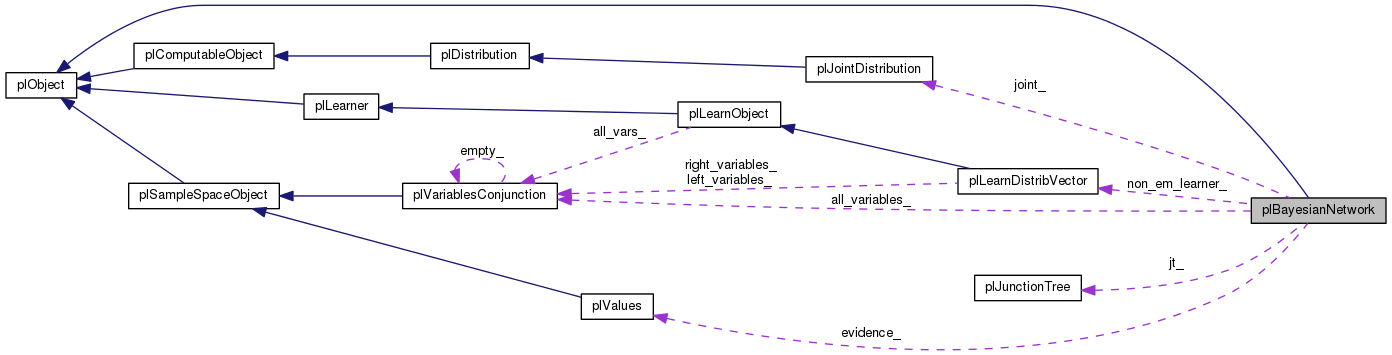 plObject
plComputableObject
plDistribution
plJointDistribution
joint_
plLearner
plLearnObject
all_vars_
empty_
right_variables_
left_variables_
plLearnDistribVector
non_em_learner_
plSampleSpaceObject
plVariablesConjunction
all_variables_
plBayesianNetwork
jt_
plJunctionTree
plValues
evidence_